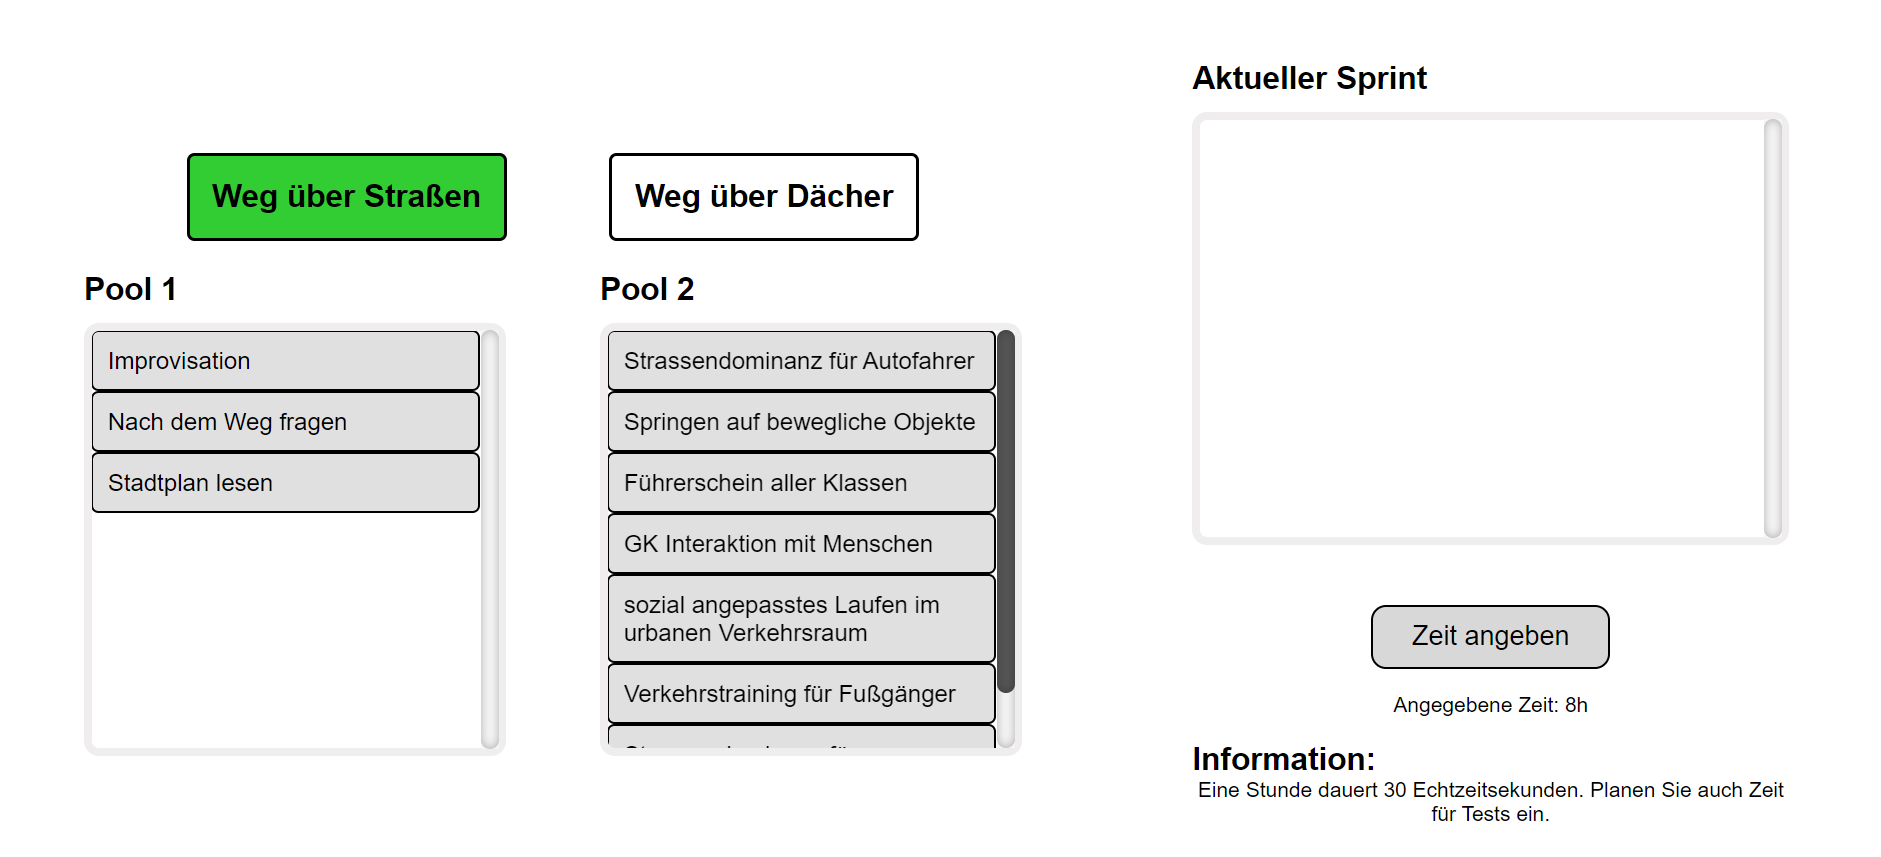 Weg über Straßen
Weg über Dächer
Pool 1
Improvisation
Nach dem Weg fragen
Stadtplan lesen
Pool 2
Strassendominanz für Autofahrer
Springen auf bewegliche Objekte
Führerschein aller Klassen
GK Interaktion mit Menschen
sozial angepasstes Laufen im
urbanen Verkehrsraum
Verkehrstraining für Fußgänger
Aktueller Sprint
Zeit angeben
Angegebene Zeit: 8h
Information:
Eine Stunde dauert 30 Echtzeitsekunden. Planen Sie auch Zeit
für Tests ein.